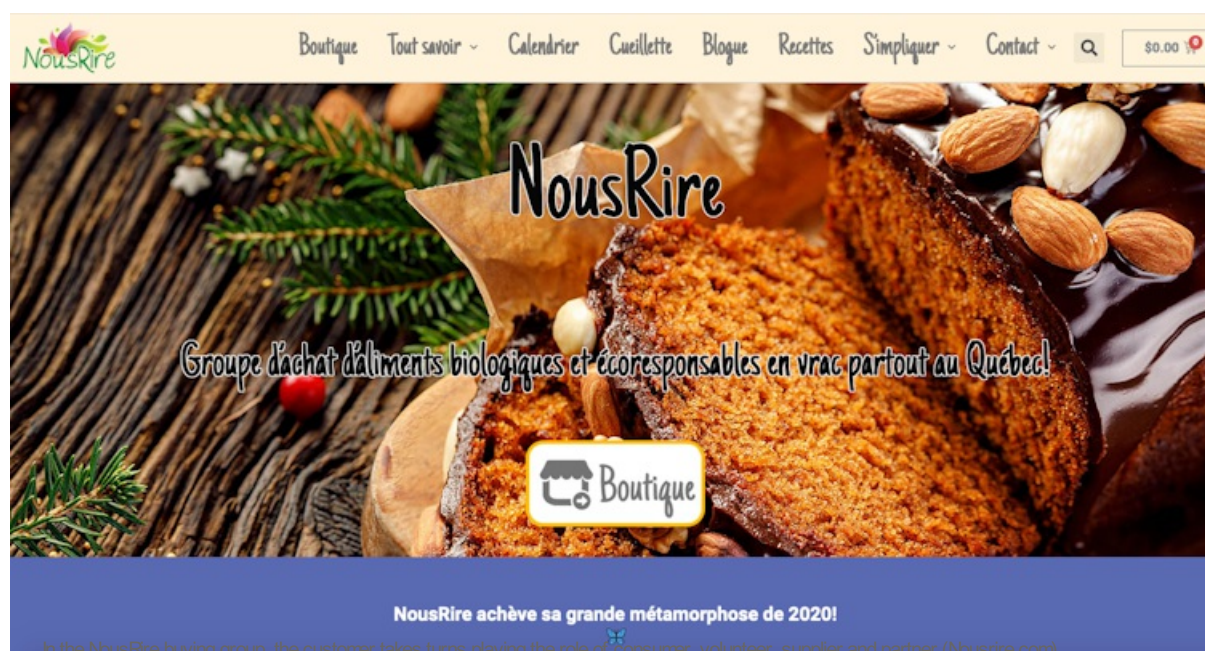 NousRire
Boutique Tout savoir Calendrier Cueillette Blogue Recettes S'impliquer Contact $0.00 0
NousRire
Groupe d'achat d'aliments biologiques et écoresponsables en vrac partout au Québec!
Boutique
NousRire achève sa grande métamorphose de 2020!